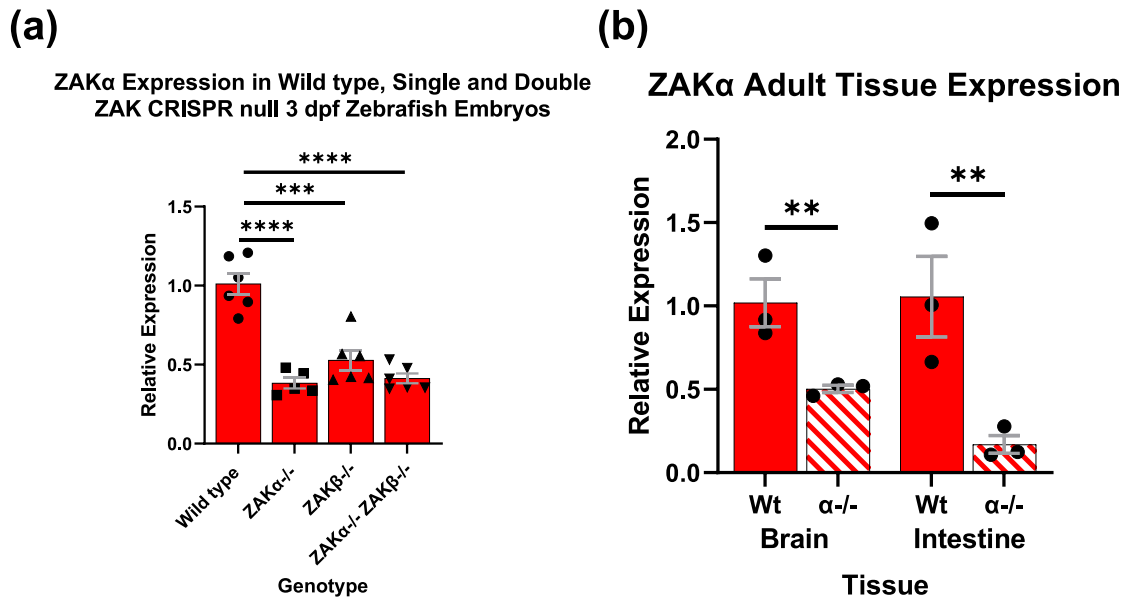 (a)
ZAKα Expression in Wild type, Single and Double
ZAK CRISPR null 3 dpf Zebrafish Embryos
****
***
****
1.5
1.0
0.5
0.0
Relative Expression
Wild type
ZAKα-/-
ZAKβ-/-
ZAKα-/- ZAKβ-/-
Genotype
(b)
ZAKα Adult Tissue Expression
**
**
2.0
1.5
1.0
0.5
0.0
Relative Expression
Wt α-/- Wt α-/-
Brain Intestine
Tissue